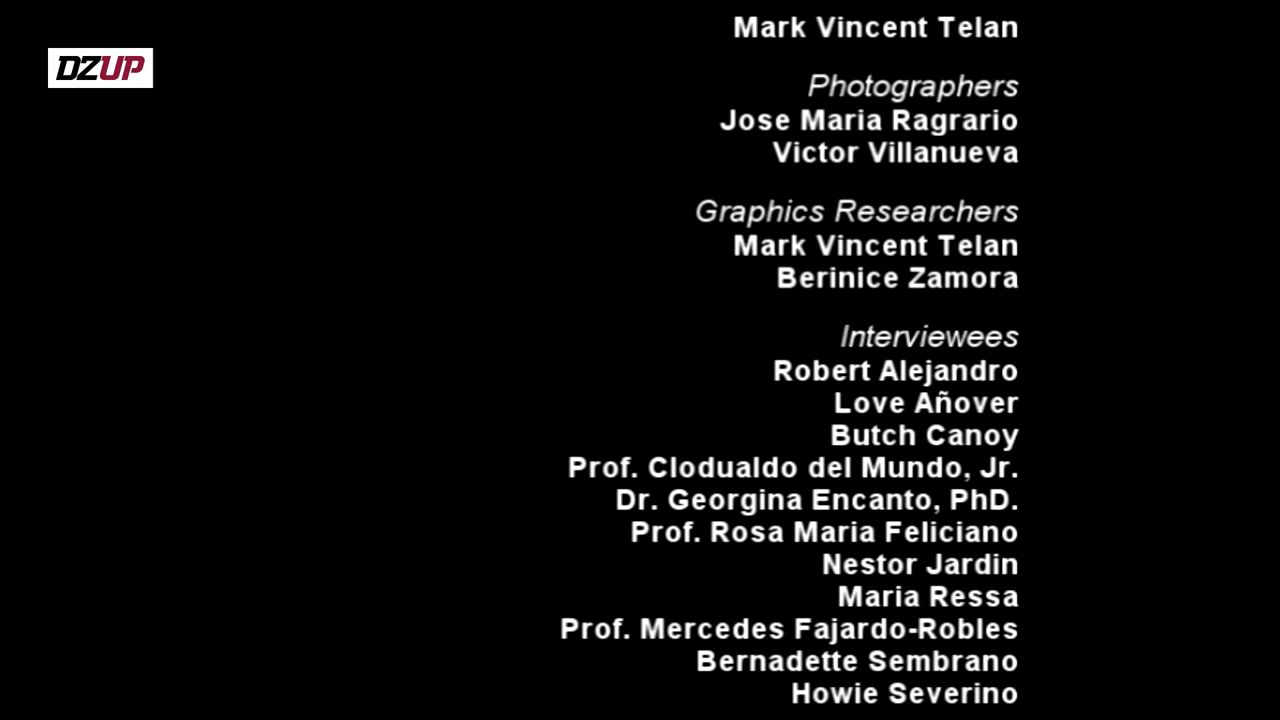 Mark Vincent Telan
DZUP
Photographers
Jose Maria Ragrario
Victor Villanueva
Graphics Researchers
Mark Vincent Telan
Berinice Zamora
Interviewees
Robert Alejandro
Love Añover
Butch Canoy
Prof. Clodualdo del Mundo, Jr.
Dr. Georgina Encanto, PhD.
Prof. Rosa Maria Feliciano
Nestor Jardin
Maria Ressa
Prof. Mercedes Fajardo-Robles
Bernadette Sembrano
Howie Severino